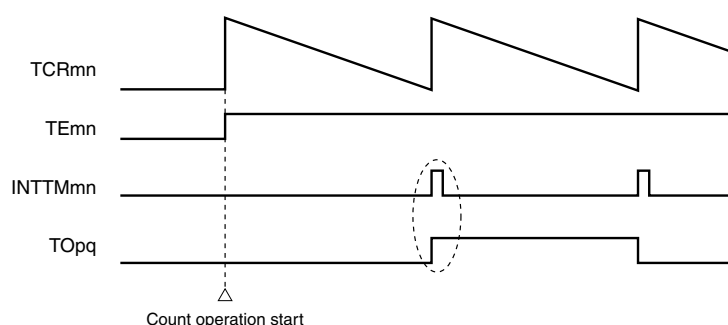 TCRmn
TEmn
INTTMmn
TOpq
Count operation start